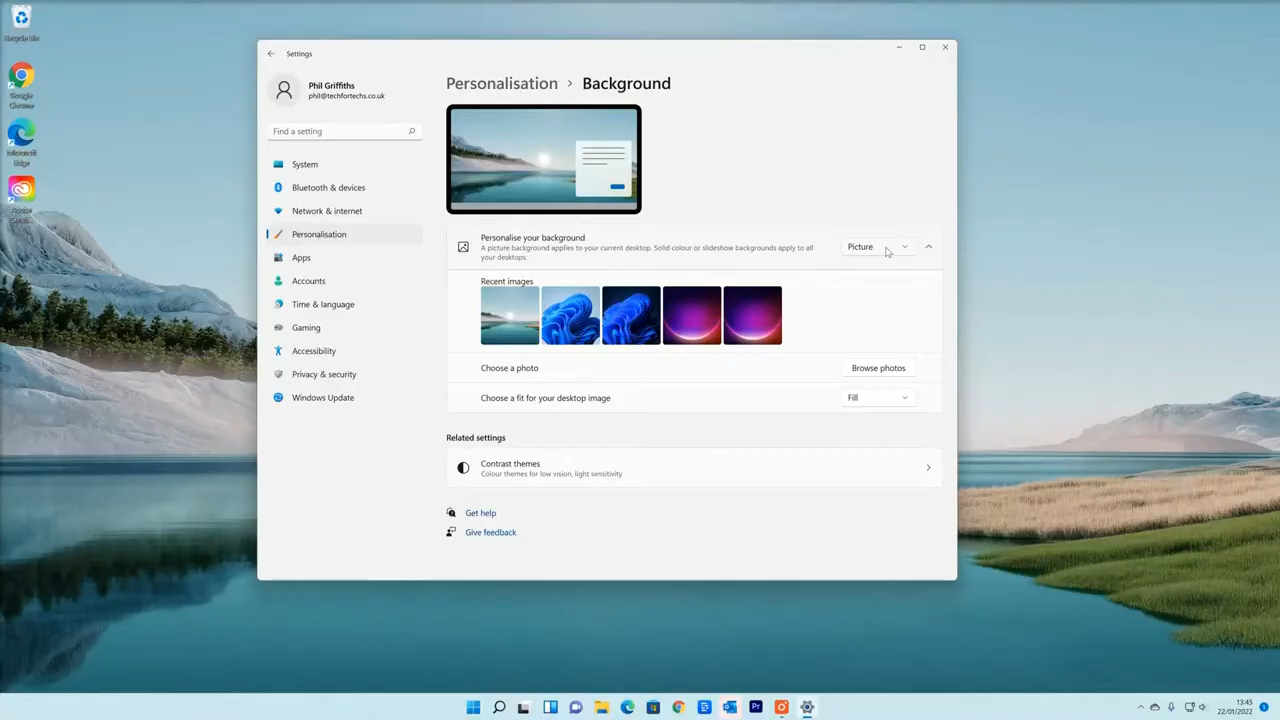 Recycle Bin
Settings
Phil Griffiths
phil@techfortechs.co.uk
Find a setting
System
Bluetooth & devices
Network & internet
Personalisation
Apps
Accounts
Time & language
Gaming
Accessibility
Privacy & security
Windows Update
Google
Chrome
Microsoft
Edge
Personalisation > Background
Personalise your background
A picture background applies to your current desktop. Solid colour or slideshow backgrounds apply to all
your desktops.
Picture
Recent images
Choose a photo
Browse photos
Choose a fit for your desktop image
Fill
Related settings
Contrast themes
Colour themes for low vision, light sensitivity
Get help
Give feedback
Pr
13:45
22/01/2022